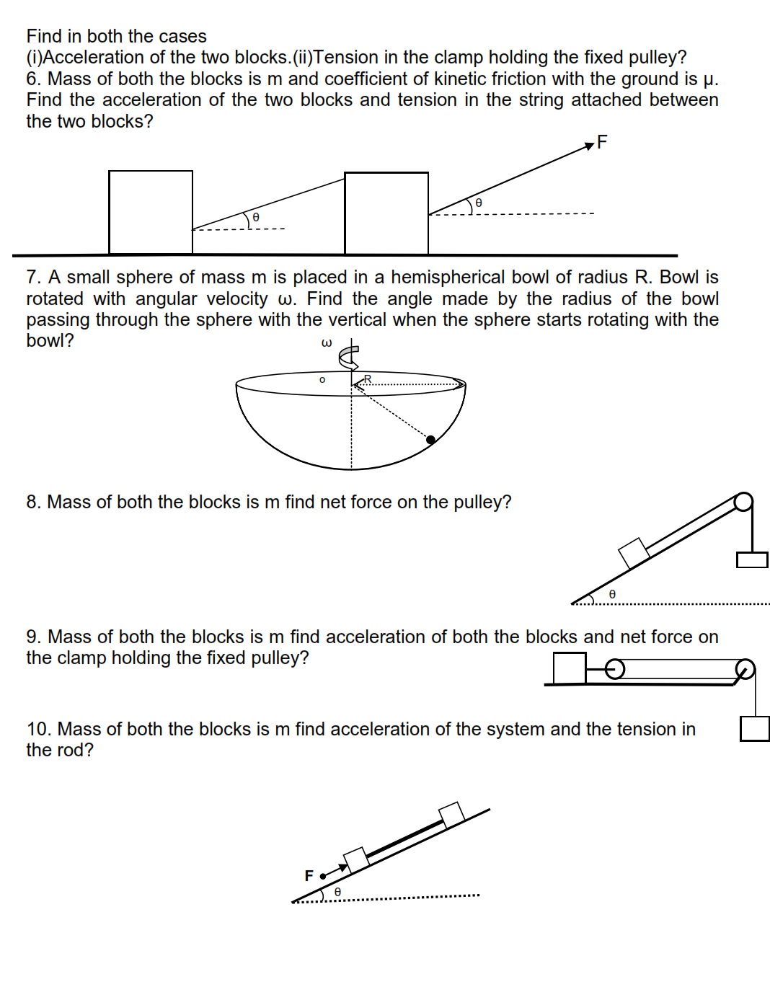 Find in both the cases
(i)Acceleration of the two blocks.(ii)Tension in the clamp holding the fixed pulley?
6. Mass of both the blocks is m and coefficient of kinetic friction with the ground is μ.
Find the acceleration of the two blocks and tension in the string attached between
the two blocks?
F
θ
θ
7. A small sphere of mass m is placed in a hemispherical bowl of radius R. Bowl is
rotated with angular velocity ω. Find the angle made by the radius of the bowl
passing through the sphere with the vertical when the sphere starts rotating with the
bowl?
ω
o
R
8. Mass of both the blocks is m find net force on the pulley?
θ
9. Mass of both the blocks is m find acceleration of both the blocks and net force on
the clamp holding the fixed pulley?
10. Mass of both the blocks is m find acceleration of the system and the tension in
the rod?
F
θ